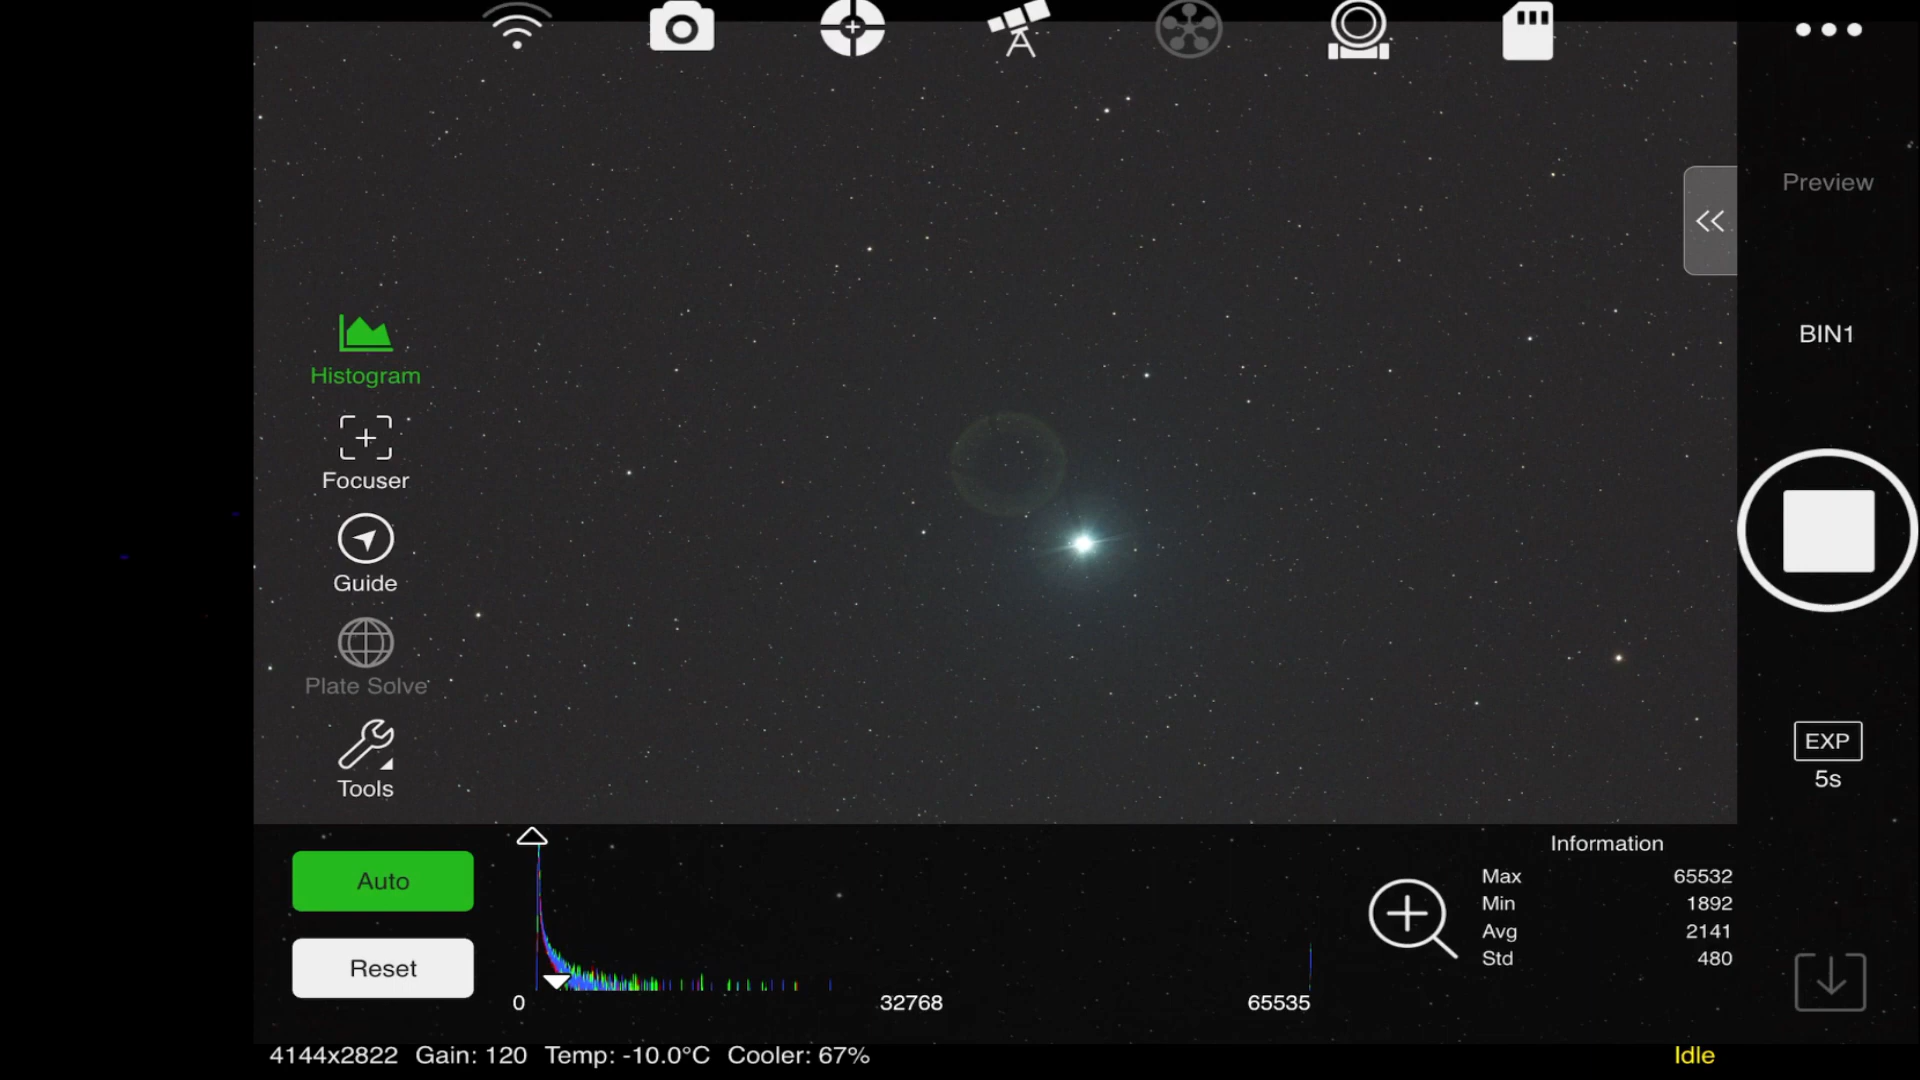 Preview
BIN1
Histogram
Focuser
Guide
Plate Solve
Tools
EXP
5s
Auto
Reset
0
32768
65535
Information
Max 65532
Min 1892
Avg 2141
Std 480
4144x2822 Gain: 120 Temp: -10.0°C Cooler: 67%
Idle